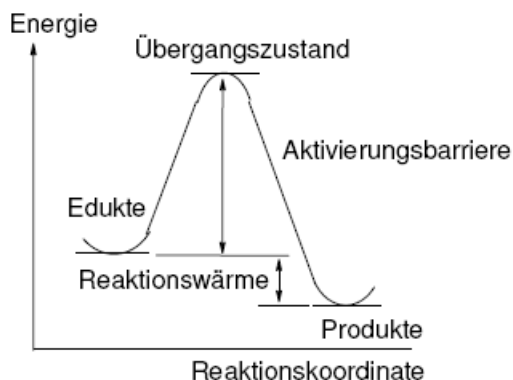 Energie
Übergangszustand
Aktivierungsbarriere
Edukte
Reaktionswärme
Produkte
Reaktionskoordinate